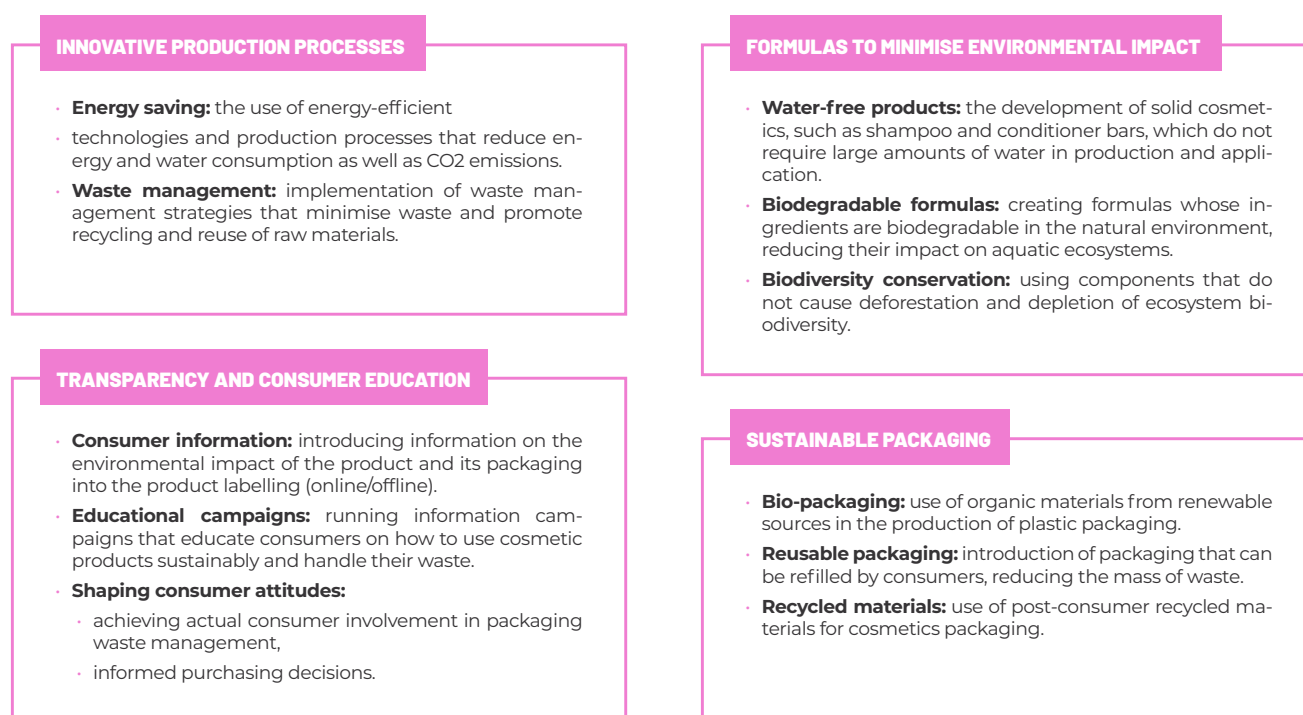 INNOVATIVE PRODUCTION PROCESSES
· Energy saving: the use of energy-efficient
· technologies and production processes that reduce en-
ergy and water consumption as well as CO2 emissions.
· Waste management: implementation of waste man-
agement strategies that minimise waste and promote
recycling and reuse of raw materials.
TRANSPARENCY AND CONSUMER EDUCATION
· Consumer information: introducing information on the
environmental impact of the product and its packaging
into the product labelling (online/offline).
· Educational campaigns: running information cam-
paigns that educate consumers on how to use cosmetic
products sustainably and handle their waste.
· Shaping consumer attitudes:
· achieving actual consumer involvement in packaging
waste management,
· informed purchasing decisions.
FORMULAS TO MINIMISE ENVIRONMENTAL IMPACT
· Water-free products: the development of solid cosmet-
ics, such as shampoo and conditioner bars, which do not
require large amounts of water in production and appli-
cation.
· Biodegradable formulas: creating formulas whose in-
gredients are biodegradable in the natural environment,
reducing their impact on aquatic ecosystems.
· Biodiversity conservation: using components that do
not cause deforestation and depletion of ecosystem bi-
odiversity.
SUSTAINABLE PACKAGING
· Bio-packaging: use of organic materials from renewable
sources in the production of plastic packaging.
· Reusable packaging: introduction of packaging that can
be refilled by consumers, reducing the mass of waste.
· Recycled materials: use of post-consumer recycled ma-
terials for cosmetics packaging.